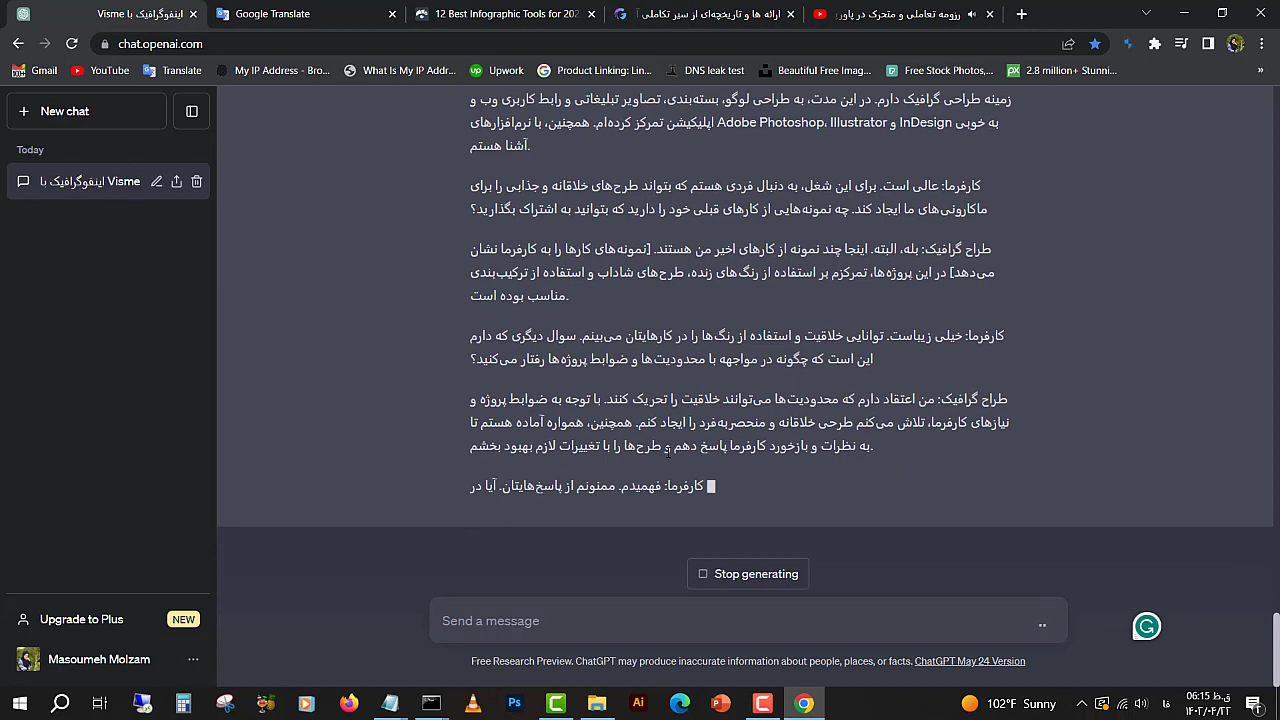 اینفوگرافیک با Visme
Google Translate
12 Best Infographic Tools for 202
ارائه ها و تاریخچه‌ای از سیر تکاملی آ
رزومه تعاملی و متحرک در پاورپ
chat.openai.com
Gmail
YouTube
Translate
My IP Address - Bro...
What Is My IP Addr...
Upwork
Product Linking: Lin...
DNS leak test
Beautiful Free Imag...
Free Stock Photos,...
2.8 million+ Stunni...
New chat
Today
اینفوگرافیک با Visme
زمینه طراحی گرافیک دارم. در این مدت، به طراحی لوگو، بسته‌بندی، تصاویر تبلیغاتی و رابط کاربری وب و
اپلیکیشن تمرکز کرده‌ام. همچنین، با نرم‌افزارهای Adobe Photoshop، Illustrator و InDesign به خوبی
آشنا هستم.
کارفرما: عالی است. برای این شغل، به دنبال فردی هستم که بتواند طرح‌های خلاقانه و جذابی را برای
ماکارونی‌های ما ایجاد کند. چه نمونه‌هایی از کارهای قبلی خود را دارید که بتوانید به اشتراک بگذارید؟
طراح گرافیک: بله، البته. اینجا چند نمونه از کارهای اخیر من هستند. [نمونه‌های کارها را به کارفرما نشان
می‌دهد] در این پروژه‌ها، تمرکزم بر استفاده از رنگ‌های زنده، طرح‌های شاداب و استفاده از ترکیب‌بندی
مناسب بوده است.
کارفرما: خیلی زیباست. توانایی خلاقیت و استفاده از رنگ‌ها را در کارهایتان می‌بینم. سوال دیگری که دارم
این است که چگونه در مواجهه با محدودیت‌ها و ضوابط پروژه‌ها رفتار می‌کنید؟
طراح گرافیک: من اعتقاد دارم که محدودیت‌ها می‌توانند خلاقیت را تحریک کنند. با توجه به ضوابط پروژه و
نیازهای کارفرما، تلاش می‌کنم طرحی خلاقانه و منحصربه‌فرد را ایجاد کنم. همچنین، همواره آماده هستم تا
به نظرات و بازخورد کارفرما پاسخ دهم و طرح‌ها را با تغییرات لازم بهبود بخشم.
کارفرما: فهمیدم. ممنونم از پاسخ‌هایتان. آیا در
Stop generating
Send a message
Free Research Preview. ChatGPT may produce inaccurate information about people, places, or facts. ChatGPT May 24 Version
Upgrade to Plus
NEW
Masoumeh Molzam
Ps
Ai
102°F Sunny
فا
06:15 ق.ظ
۱۴۰۲/۰۲/۲۳